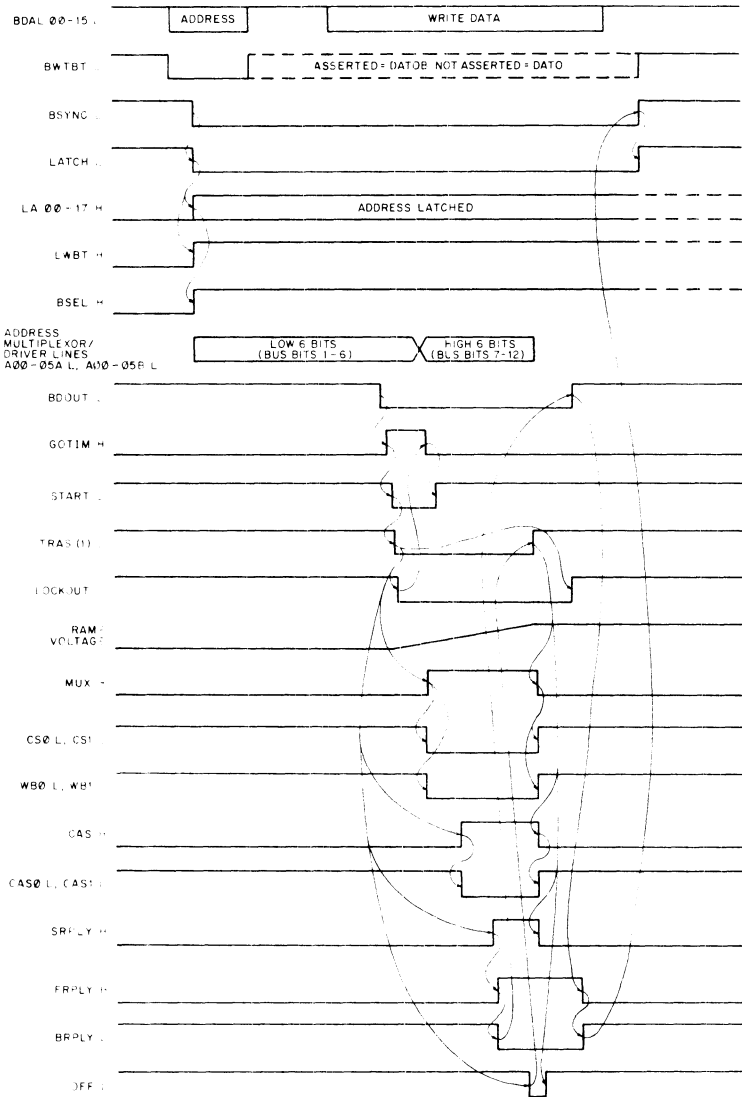 BDAL 00-15 L
ADDRESS
WRITE DATA
BWTBT L
ASSERTED = DATOB NOT ASSERTED = DATO
BSYNC L
LATCH L
LA 00-17 H
ADDRESS LATCHED
LWBT H
BSEL H
ADDRESS
MULTIPLEXOR/
DRIVER LINES
A00-05A L, A00-05B L
LOW 6 BITS
(BUS BITS 1-6)
HIGH 6 BITS
(BUS BITS 7-12)
BDOUT L
GOTIM H
START L
TRAS (1)
LOCKOUT
RAMP
VOLTAGE
MUX H
CS0 L, CS1 L
WB0 L, WB1
CAS H
CAS0 L, CAS1 L
SRPLY H
FRPLY H
BRPLY L
OFF L